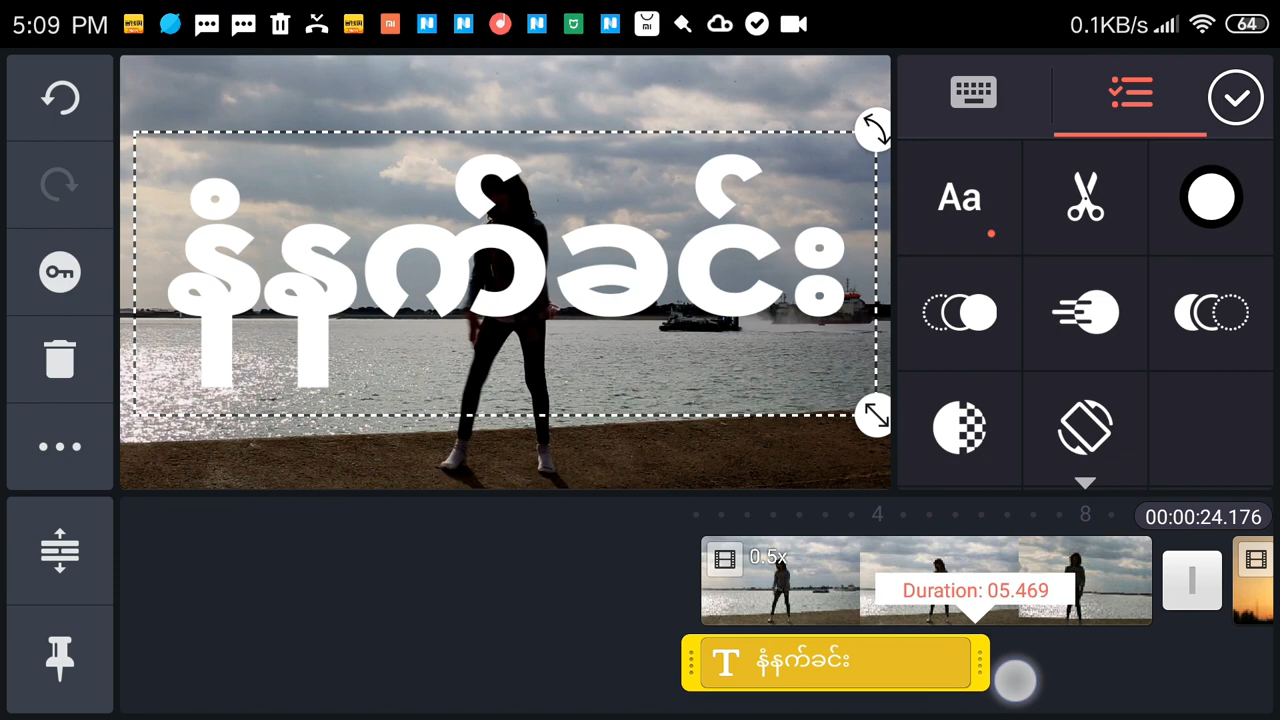 5:09 PM
0.1KB/s
64
နံနက်ခင်း
Aa
4
8
00:00:24.176
0.5x
Duration: 05.469
T
နံနက်ခင်း